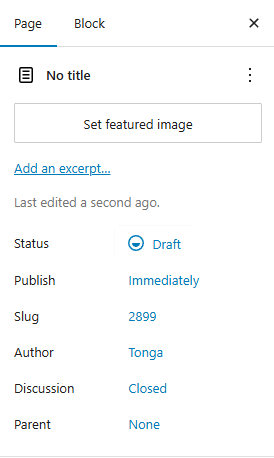 Page Block
No title
Set featured image
Add an excerpt...
Last edited a second ago.
Status Draft
Publish Immediately
Slug 2899
Author Tonga
Discussion Closed
Parent None